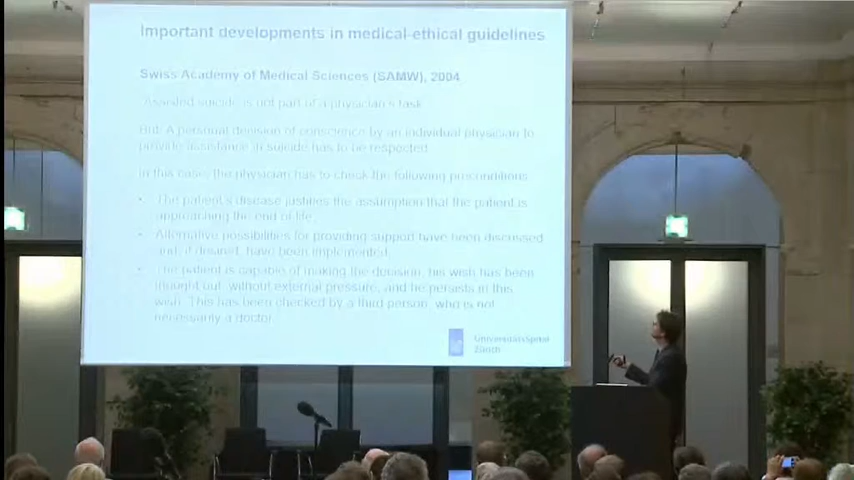 Important developments in medical-ethical guidelines
Swiss Academy of Medical Sciences (SAMW), 2004
"Assisted suicide is not part of a physician's task.
But: A personal decision of conscience by an individual physician to
provide assistance in suicide has to be respected.
In this case, the physician has to check the following preconditions:
• The patient's disease justifies the assumption that the patient is
approaching the end of life.
• Alternative possibilities for providing support have been discussed
and, if desired, have been implemented.
• The patient is capable of making the decision, his wish has been
thought out, without external pressure, and he persists in this
wish. This has been checked by a third person, who is not
necessarily a doctor.
UniversitätsSpital
Zürich